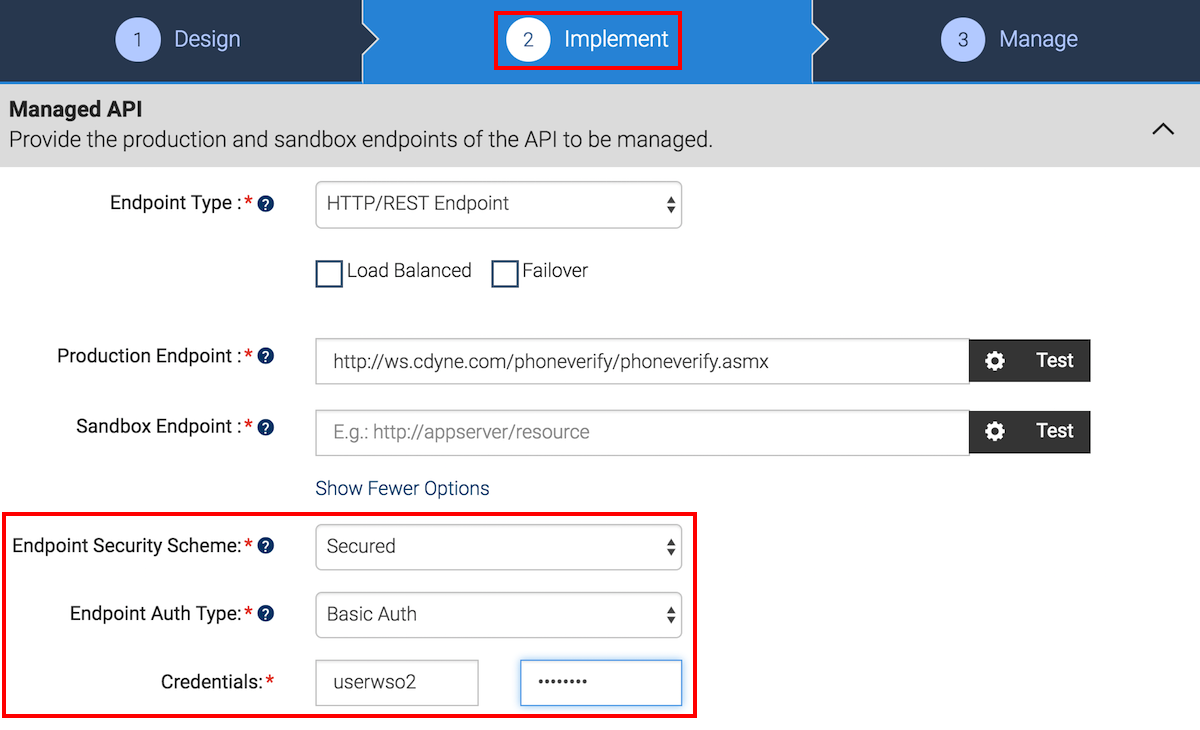 1 Design 2 Implement 3 Manage
Managed API
Provide the production and sandbox endpoints of the API to be managed.
Endpoint Type :* ? HTTP/REST Endpoint
Load Balanced Failover
Production Endpoint :* ? http://ws.cdyne.com/phoneverify/phoneverify.asmx Test
Sandbox Endpoint :* ? E.g.: http://appserver/resource Test
Show Fewer Options
Endpoint Security Scheme:* ? Secured
Endpoint Auth Type:* ? Basic Auth
Credentials:* userwso2 ••••••••